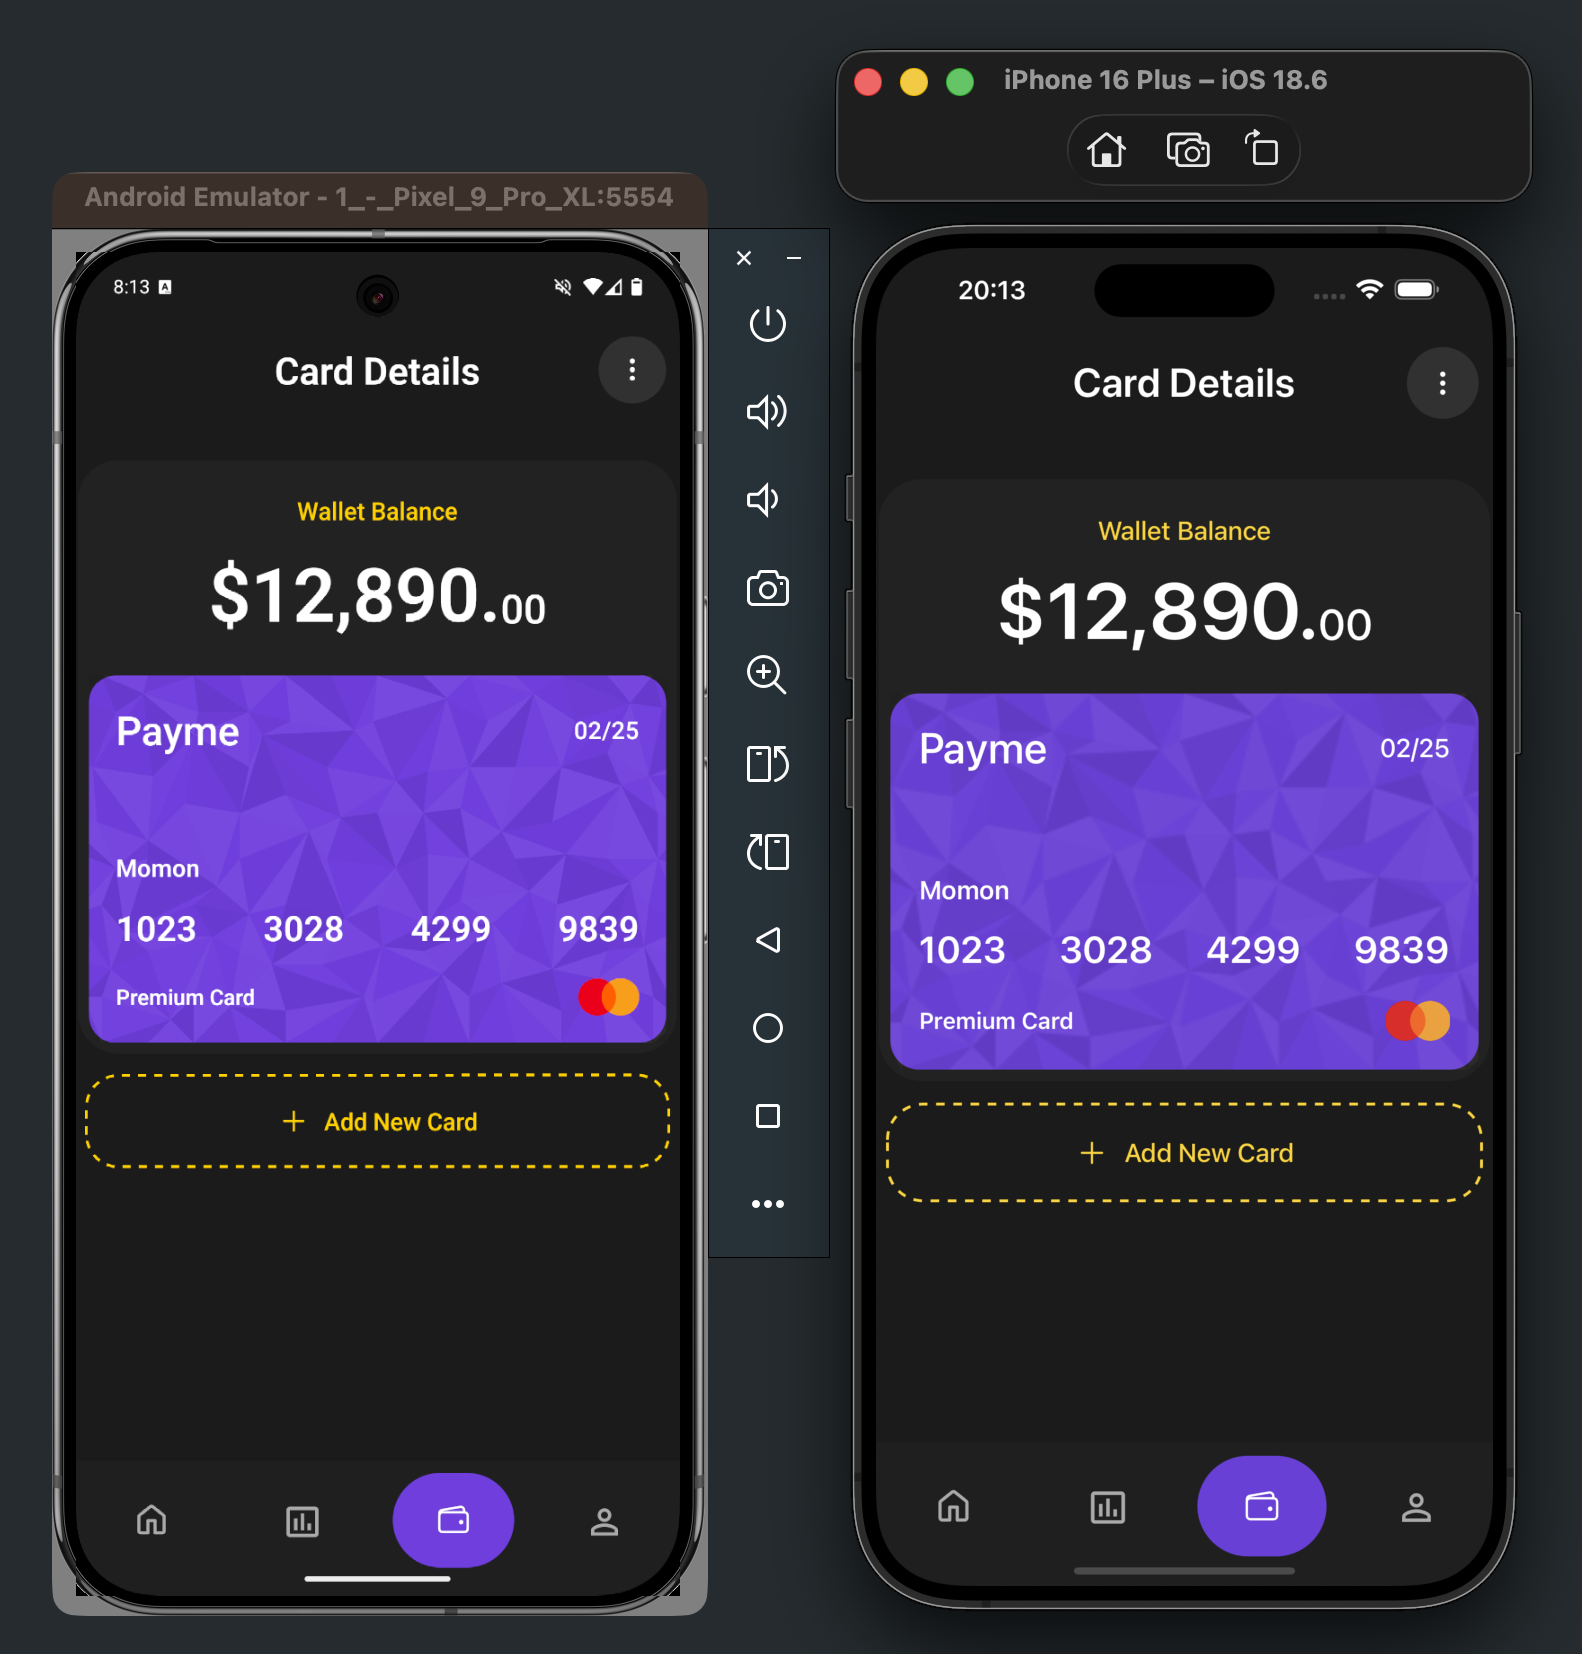 iPhone 16 Plus – iOS 18.6
Android Emulator - 1_-_Pixel_9_Pro_XL:5554
8:13 A
Card Details
Wallet Balance
$12,890.00
Payme 02/25
Momon
1023 3028 4299 9839
Premium Card
Add New Card
20:13
Card Details
Wallet Balance
$12,890.00
Payme 02/25
Momon
1023 3028 4299 9839
Premium Card
Add New Card